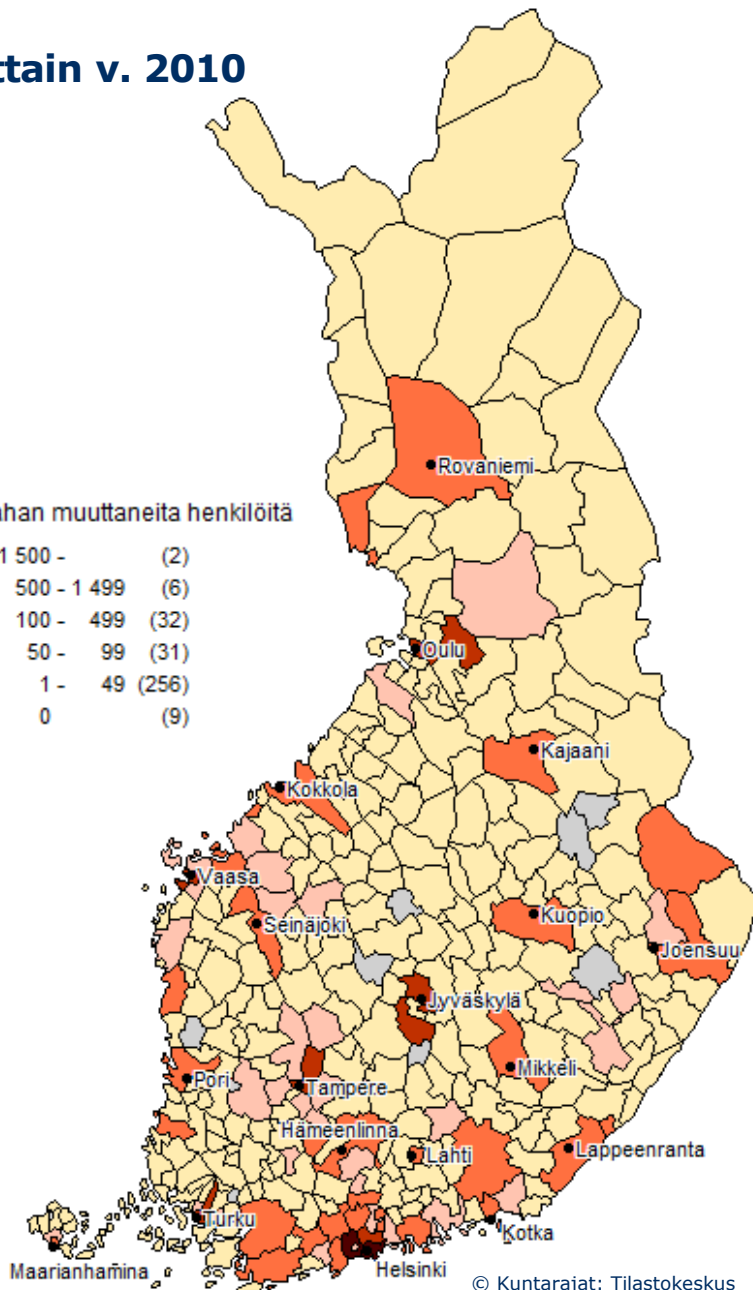 ttain v. 2010
ahan muuttaneita henkilöitä
1 500 - (2)
500 - 1 499 (6)
100 - 499 (32)
50 - 99 (31)
1 - 49 (256)
0 (9)
Rovaniemi
Oulu
Kajaani
Kokkola
Vaasa
Seinäjoki
Kuopio
Joensuu
Jyväskylä
Mikkeli
Pori
Tampere
Hämeenlinna
Lahti
Lappeenranta
Turku
Kotka
Maarianhamina
Helsinki
© Kuntarajat: Tilastokeskus